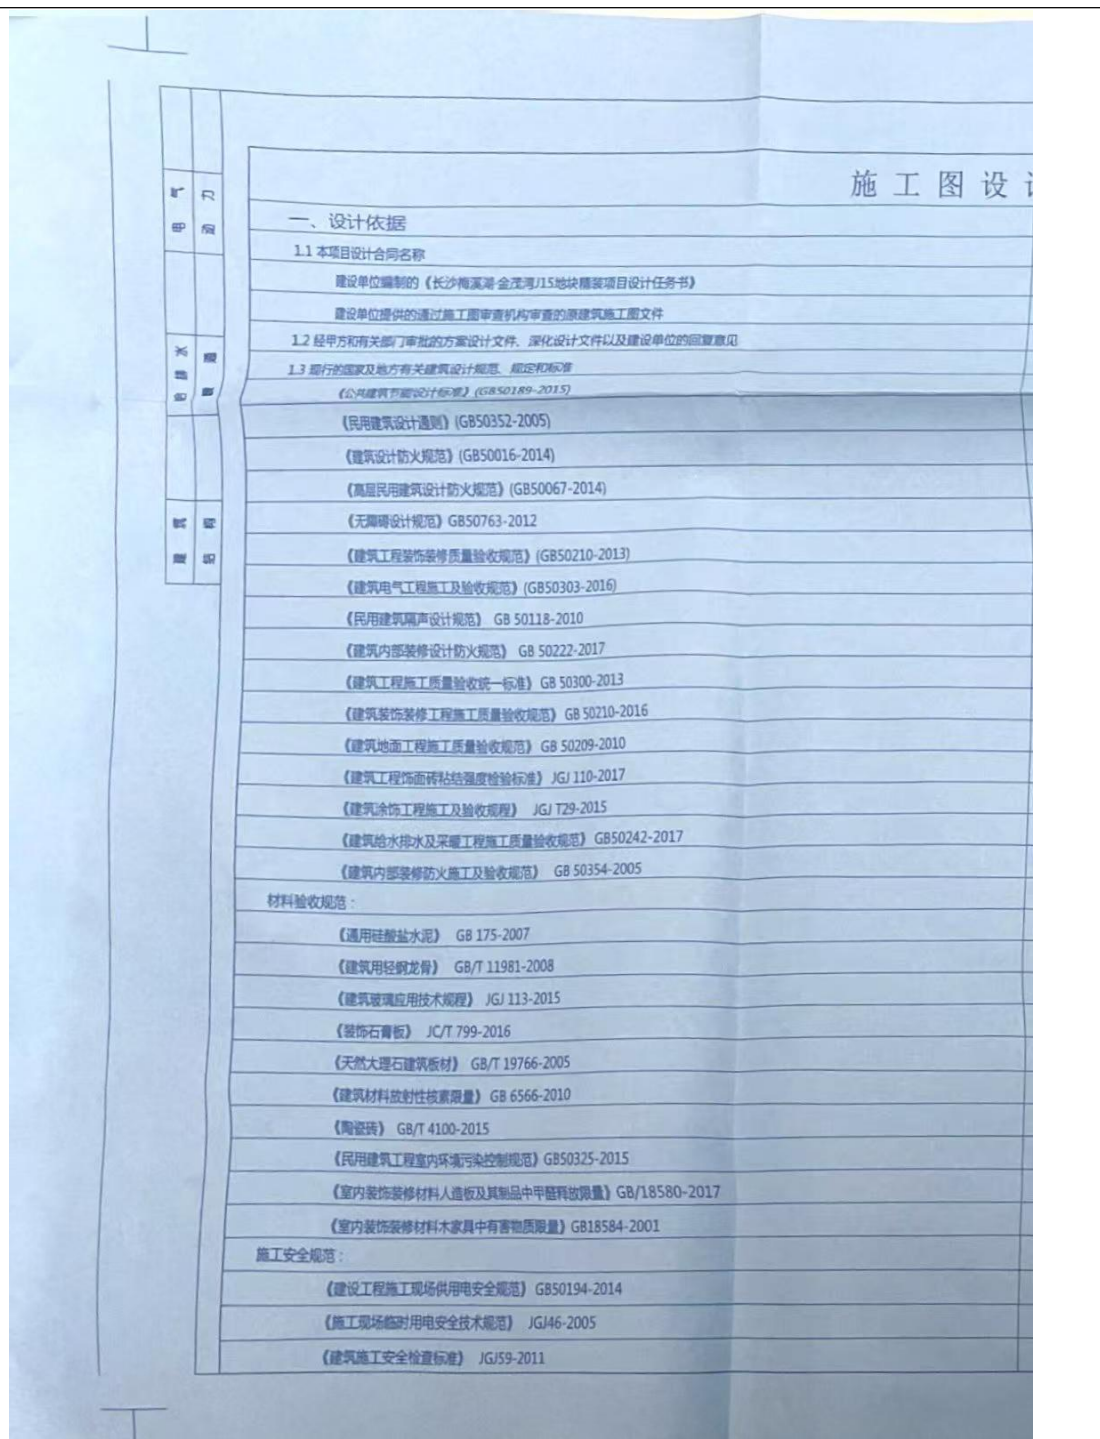 施工图设
一、设计依据
1.1 本项目设计合同名称
建设单位编制的《长沙梅溪湖·金茂湾J15地块精装项目设计任务书》
建设单位提供的通过施工图审查机构审查的原建筑施工图文件
1.2 经甲方和有关部门审批的方案设计文件、深化设计文件以及建设单位的回复意见
1.3 现行的国家及地方有关建筑设计规范、规定和标准
《公共建筑节能设计标准》(GB50189-2015)
《民用建筑设计通则》(GB50352-2005)
《建筑设计防火规范》(GB50016-2014)
《高层民用建筑设计防火规范》(GB50067-2014)
《无障碍设计规范》GB50763-2012
《建筑工程装饰装修质量验收规范》(GB50210-2013)
《建筑电气工程施工及验收规范》(GB50303-2016)
《民用建筑隔声设计规范》 GB 50118-2010
《建筑内部装修设计防火规范》 GB 50222-2017
《建筑工程施工质量验收统一标准》GB 50300-2013
《建筑装饰装修工程施工质量验收规范》GB 50210-2016
《建筑地面工程施工质量验收规范》 GB 50209-2010
《建筑工程饰面砖粘结强度检验标准》 JGJ 110-2017
《建筑涂饰工程施工及验收规程》 JGJ T29-2015
《建筑给水排水及采暖工程施工质量验收规范》GB50242-2017
《建筑内部装修防火施工及验收规范》 GB 50354-2005
材料验收规范：
《通用硅酸盐水泥》 GB 175-2007
《建筑用轻钢龙骨》 GB/T 11981-2008
《建筑玻璃应用技术规程》 JGJ 113-2015
《装饰石膏板》 JC/T 799-2016
《天然大理石建筑板材》 GB/T 19766-2005
《建筑材料放射性核素限量》GB 6566-2010
《陶瓷砖》 GB/T 4100-2015
《民用建筑工程室内环境污染控制规范》GB50325-2015
《室内装饰装修材料人造板及其制品中甲醛释放限量》GB/18580-2017
《室内装饰装修材料木家具中有害物质限量》GB18584-2001
施工安全规范：
《建设工程施工现场供用电安全规范》GB50194-2014
《施工现场临时用电安全技术规范》 JGJ46-2005
《建筑施工安全检查标准》 JGJ59-2011
电气
动力
给排水
暖
建筑
结构